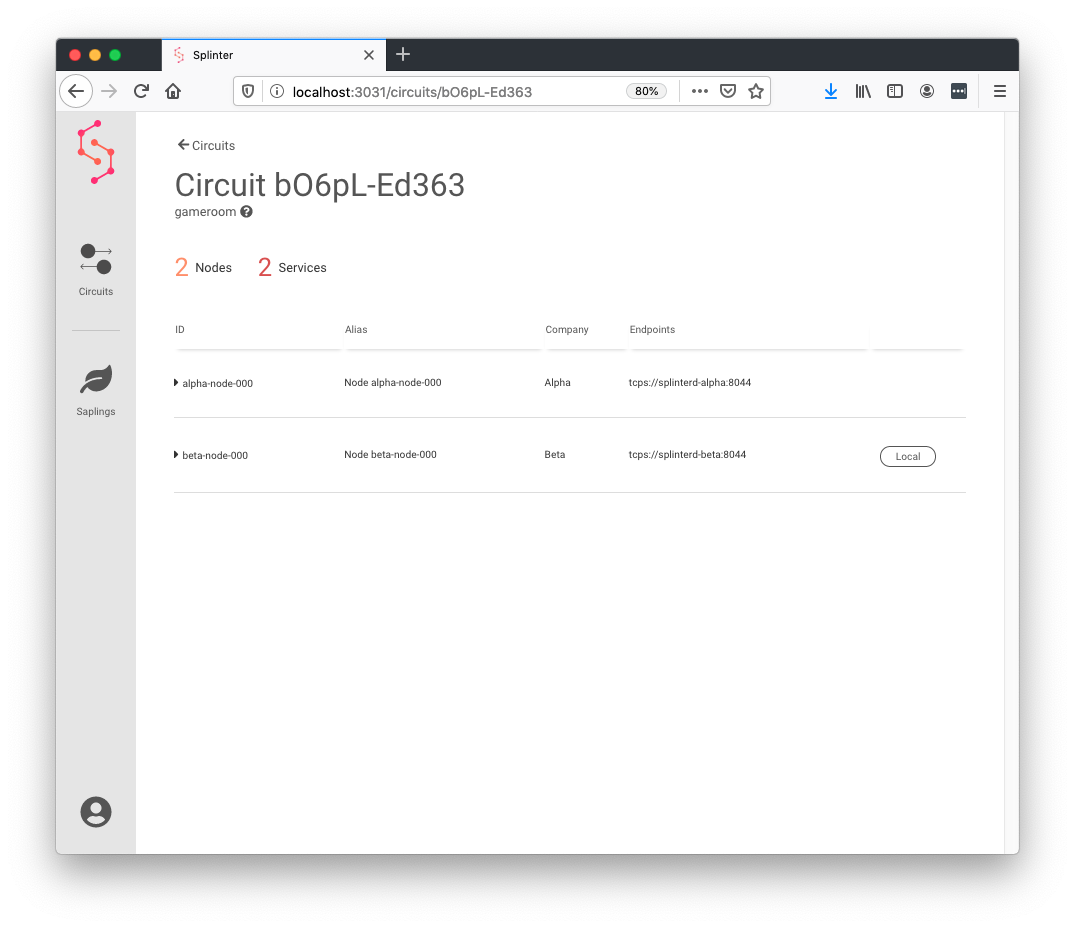 Splinter
localhost:3031/circuits/bO6pL-Ed363 80%
Circuits
Circuit bO6pL-Ed363
gameroom
2 Nodes 2 Services
Circuits
ID Alias Company Endpoints
alpha-node-000 Node alpha-node-000 Alpha tcps://splinterd-alpha:8044
Saplings
beta-node-000 Node beta-node-000 Beta tcps://splinterd-beta:8044 Local